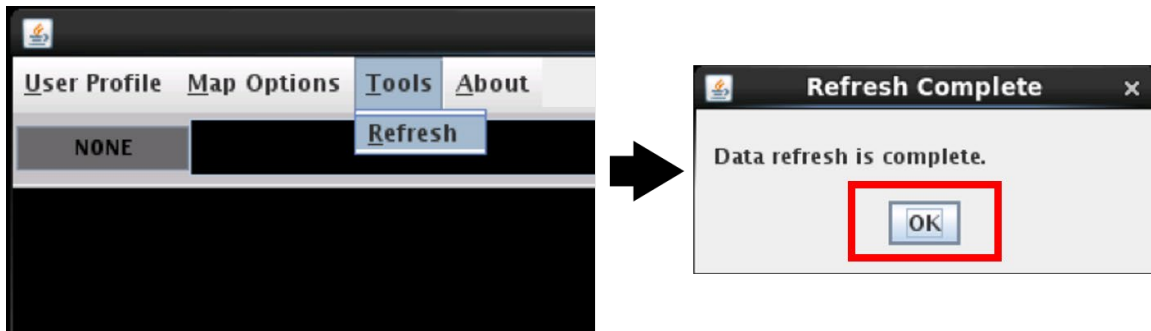 User Profile Map Options Tools About
Refresh
NONE
Refresh Complete
Data refresh is complete.
OK